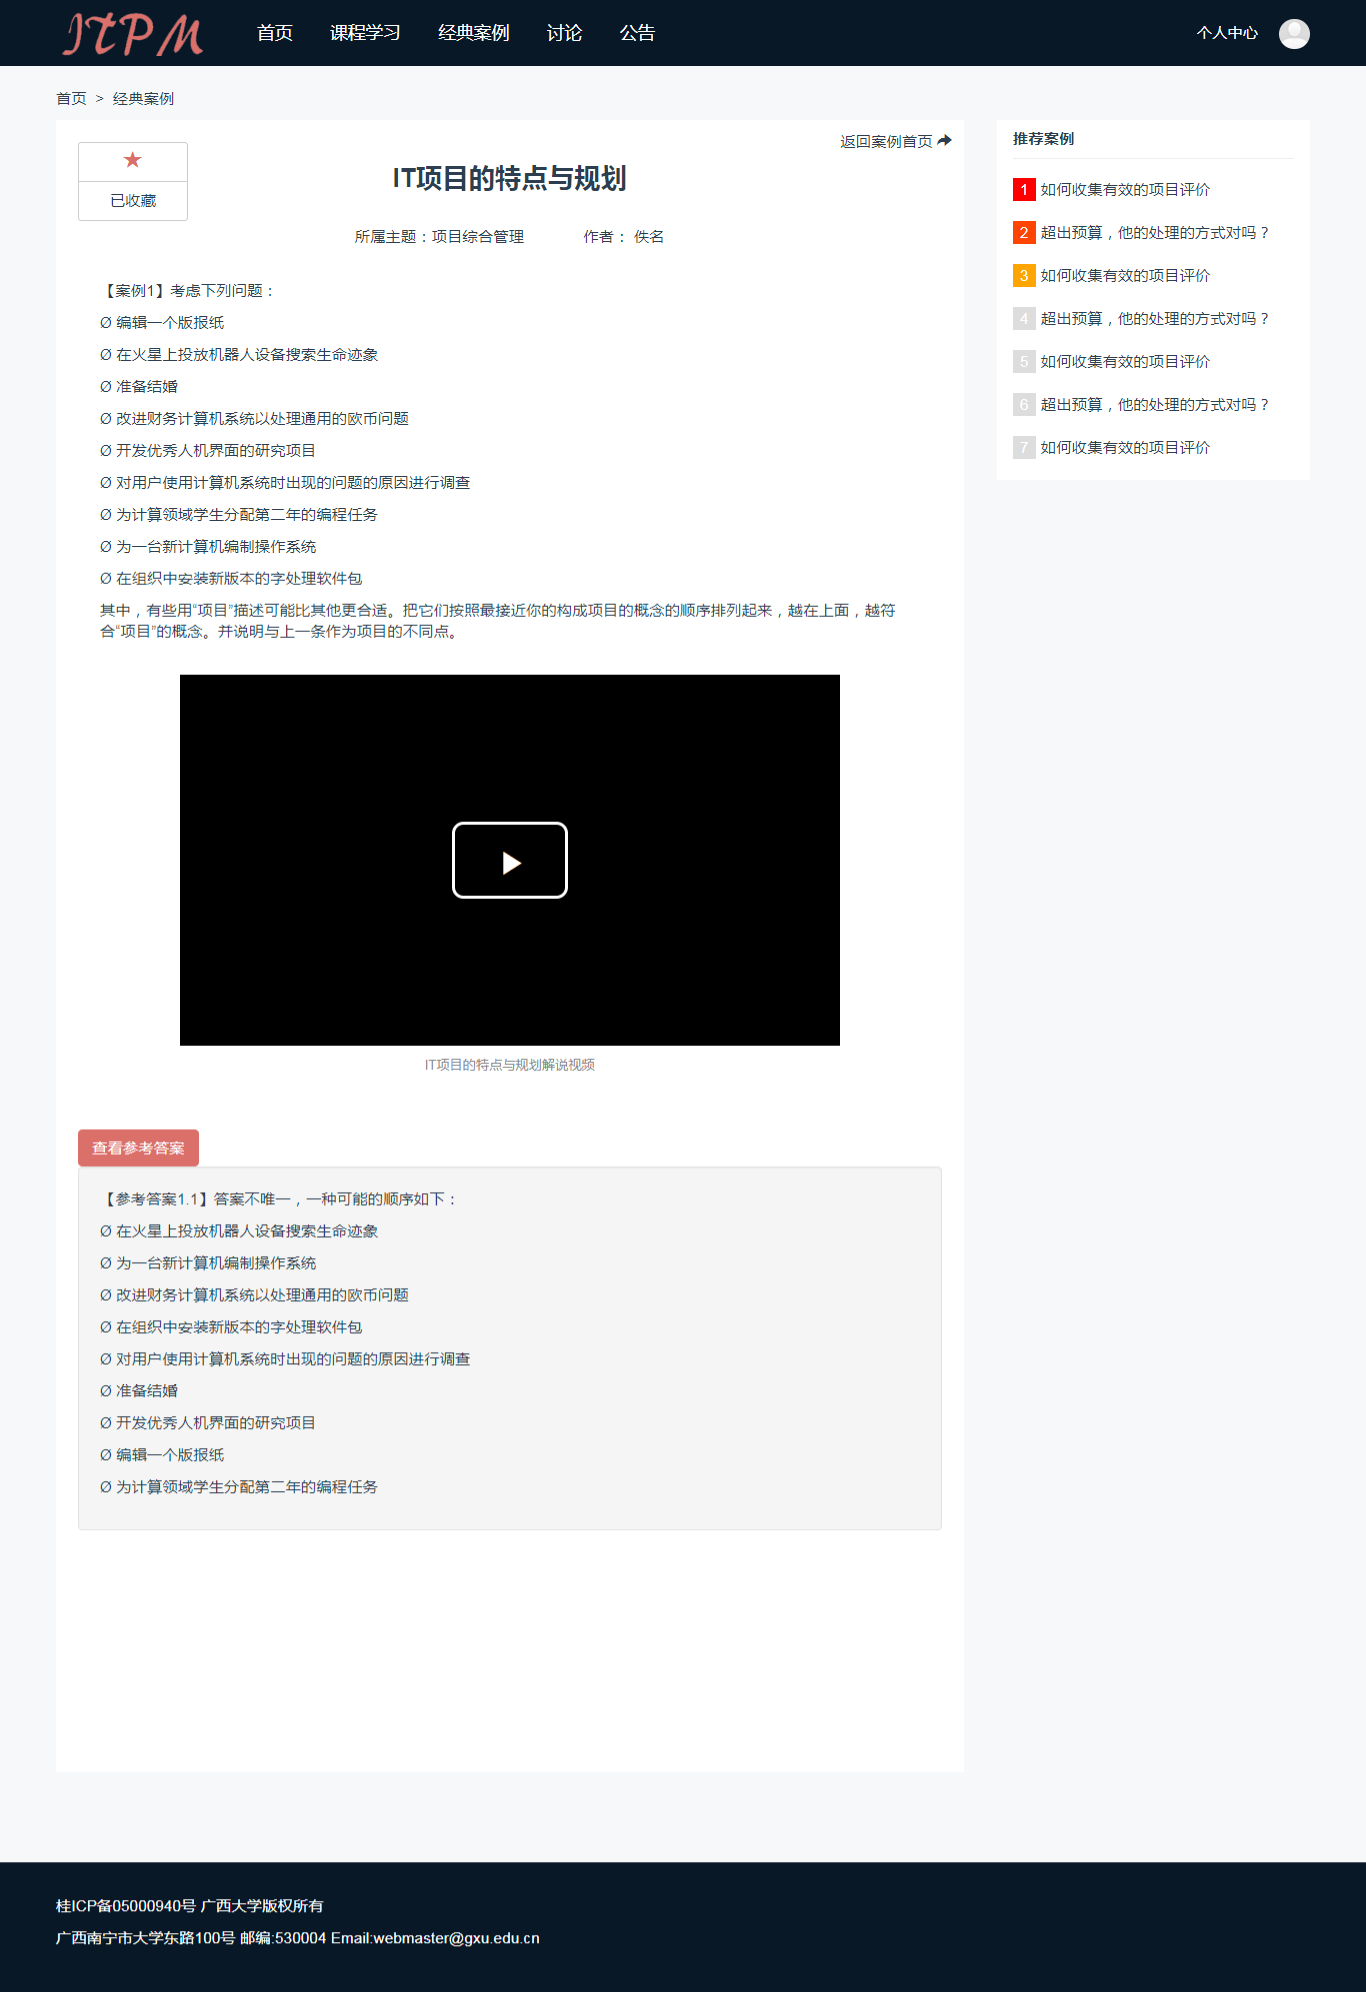 ITPM
首页 课程学习 经典案例 讨论 公告
个人中心
首页 > 经典案例
已收藏
返回案例首页
IT项目的特点与规划
所属主题：项目综合管理 作者： 佚名
【案例1】考虑下列问题：
Ø 编辑一个版报纸
Ø 在火星上投放机器人设备搜索生命迹象
Ø 准备结婚
Ø 改进财务计算机系统以处理通用的欧币问题
Ø 开发优秀人机界面的研究项目
Ø 对用户使用计算机系统时出现的问题的原因进行调查
Ø 为计算领域学生分配第二年的编程任务
Ø 为一台新计算机编制操作系统
Ø 在组织中安装新版本的字处理软件包
其中，有些用“项目”描述可能比其他更合适。把它们按照最接近你的构成项目的概念的顺序排列起来，越在上面，越符
合“项目”的概念。并说明与上一条作为项目的不同点。
IT项目的特点与规划解说视频
查看参考答案
【参考答案1.1】答案不唯一，一种可能的顺序如下：
Ø 在火星上投放机器人设备搜索生命迹象
Ø 为一台新计算机编制操作系统
Ø 改进财务计算机系统以处理通用的欧币问题
Ø 在组织中安装新版本的字处理软件包
Ø 对用户使用计算机系统时出现的问题的原因进行调查
Ø 准备结婚
Ø 开发优秀人机界面的研究项目
Ø 编辑一个版报纸
Ø 为计算领域学生分配第二年的编程任务
推荐案例
1 如何收集有效的项目评价
2 超出预算，他的处理的方式对吗？
3 如何收集有效的项目评价
4 超出预算，他的处理的方式对吗？
5 如何收集有效的项目评价
6 超出预算，他的处理的方式对吗？
7 如何收集有效的项目评价
桂ICP备05000940号 广西大学版权所有
广西南宁市大学东路100号 邮编:530004 Email:webmaster@gxu.edu.cn